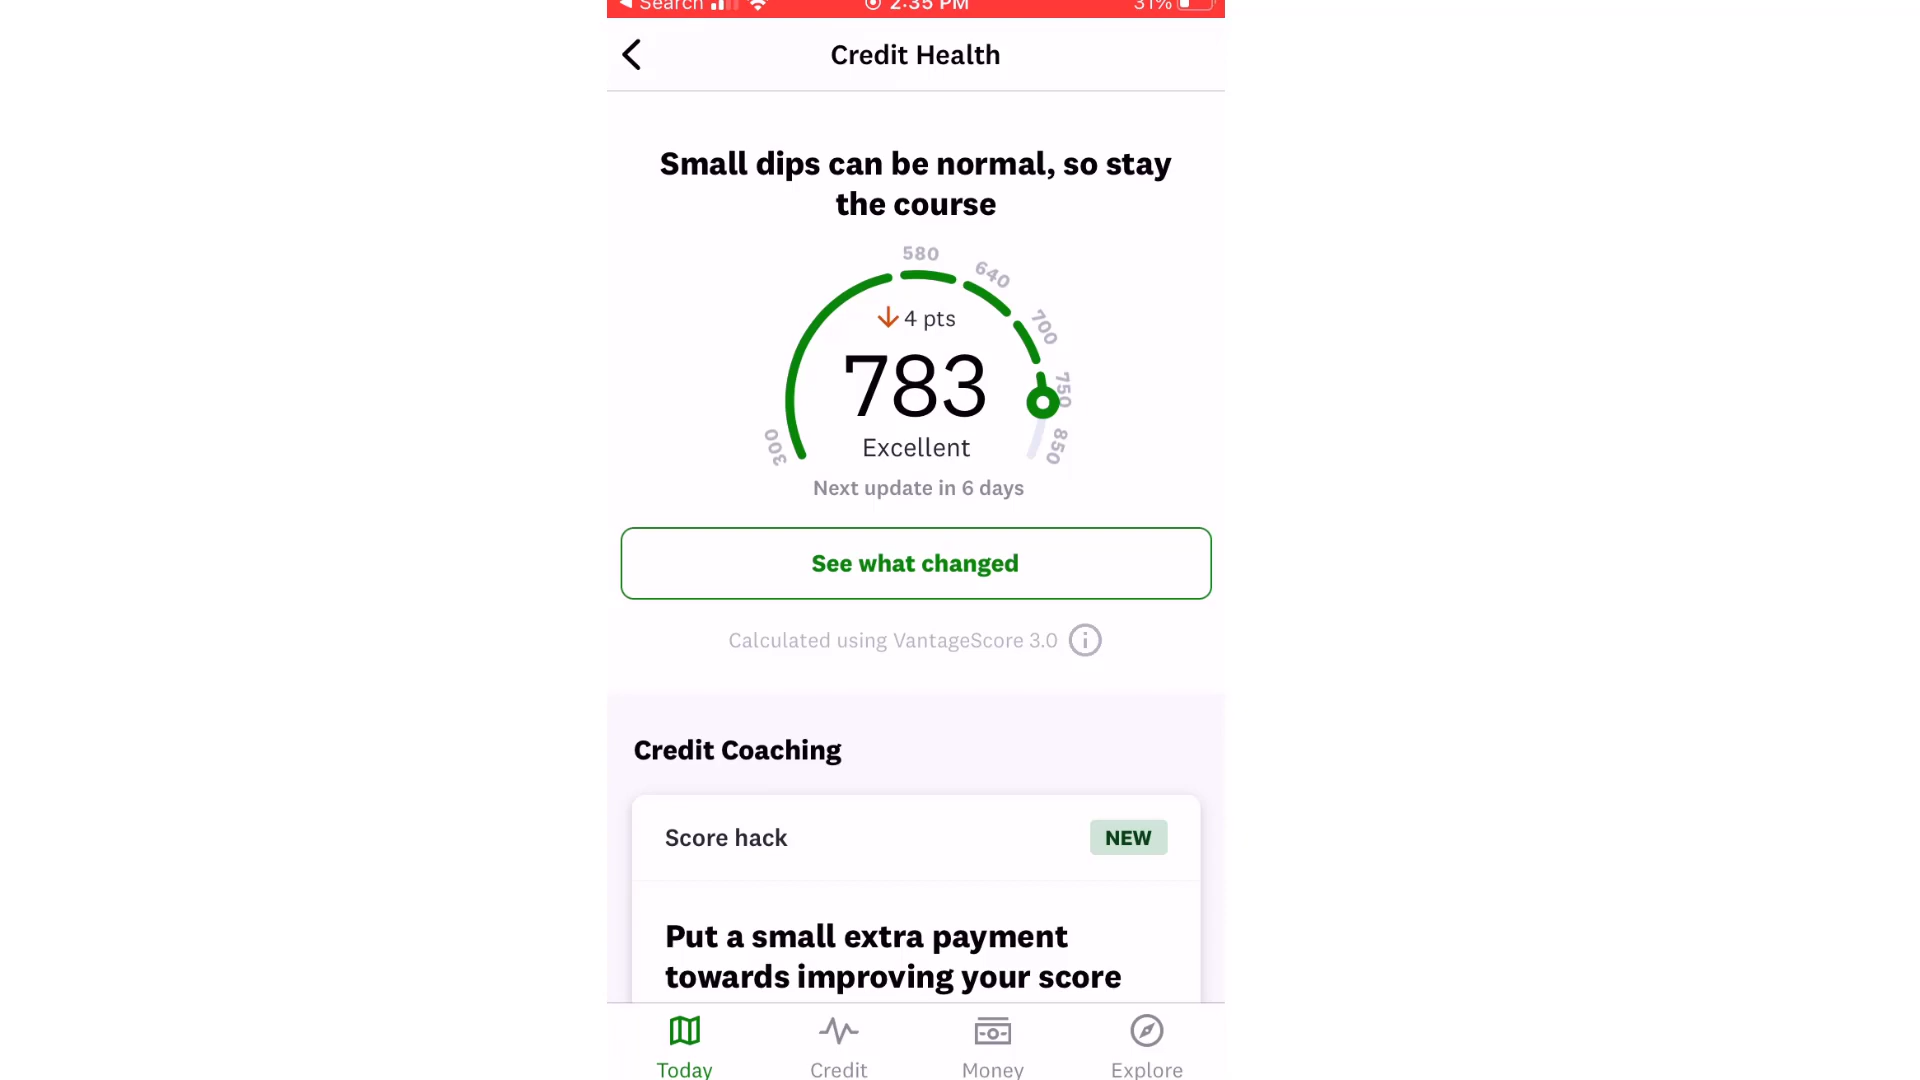 Search 2:35 PM 31%
Credit Health
Small dips can be normal, so stay
the course
580
640
700
750
850
300
4 pts
783
Excellent
Next update in 6 days
See what changed
Calculated using VantageScore 3.0
Credit Coaching
Score hack NEW
Put a small extra payment
towards improving your score
Today Credit Money Explore